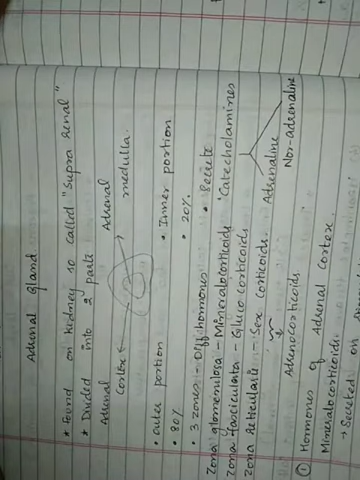 Adrenal gland
* Found on kidney so called "Supra Renal"
* Divided into 2 parts
Adrenal Adrenal
Cortex medulla.
• outer portion • Inner portion
• 80% • 20%.
• 3 zones - Diff hormones • Secrete
Zona glomerulosa - Mineralocorticoids "Catecholamines
Zona fasciculata - Gluco corticoids
Zona Reticularis - Sex corticoids. Adrenaline
Adrenocorticoids Nor-adrenaline
① Hormones of Adrenal Cortex.
Mineralocorticoids
→ Secreted